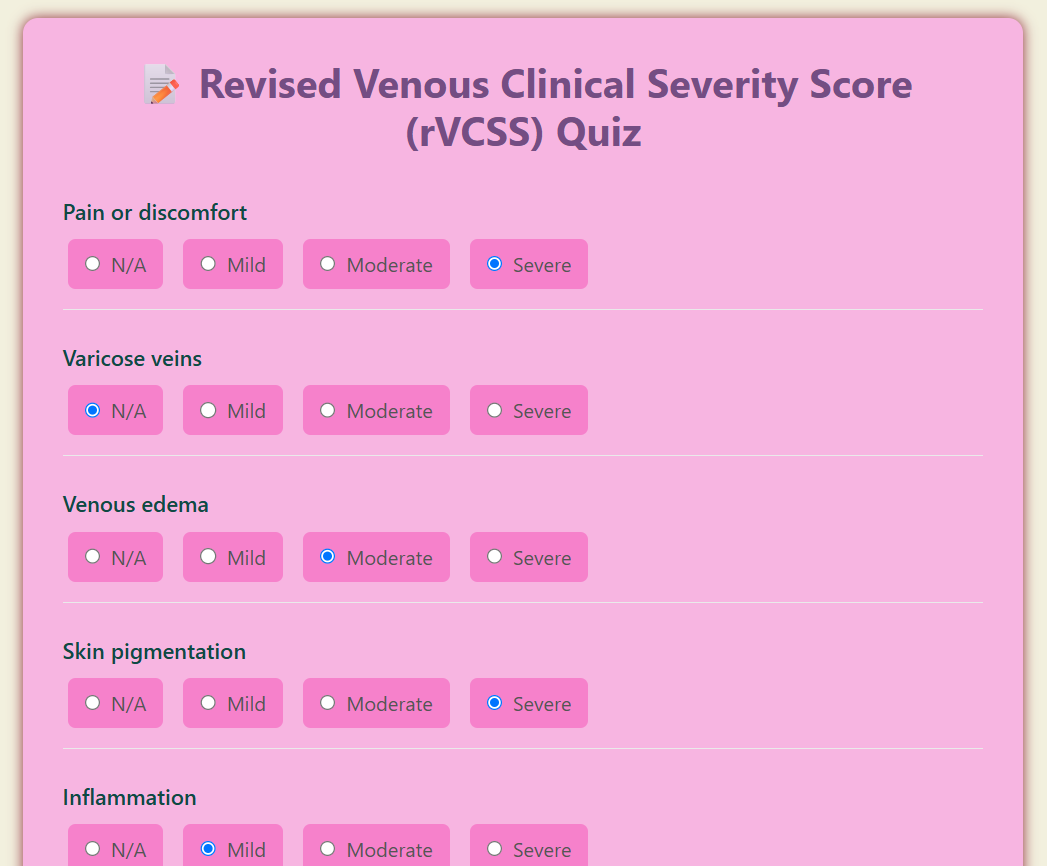 Revised Venous Clinical Severity Score
(rVCSS) Quiz
Pain or discomfort
N/A Mild Moderate Severe
Varicose veins
N/A Mild Moderate Severe
Venous edema
N/A Mild Moderate Severe
Skin pigmentation
N/A Mild Moderate Severe
Inflammation
N/A Mild Moderate Severe